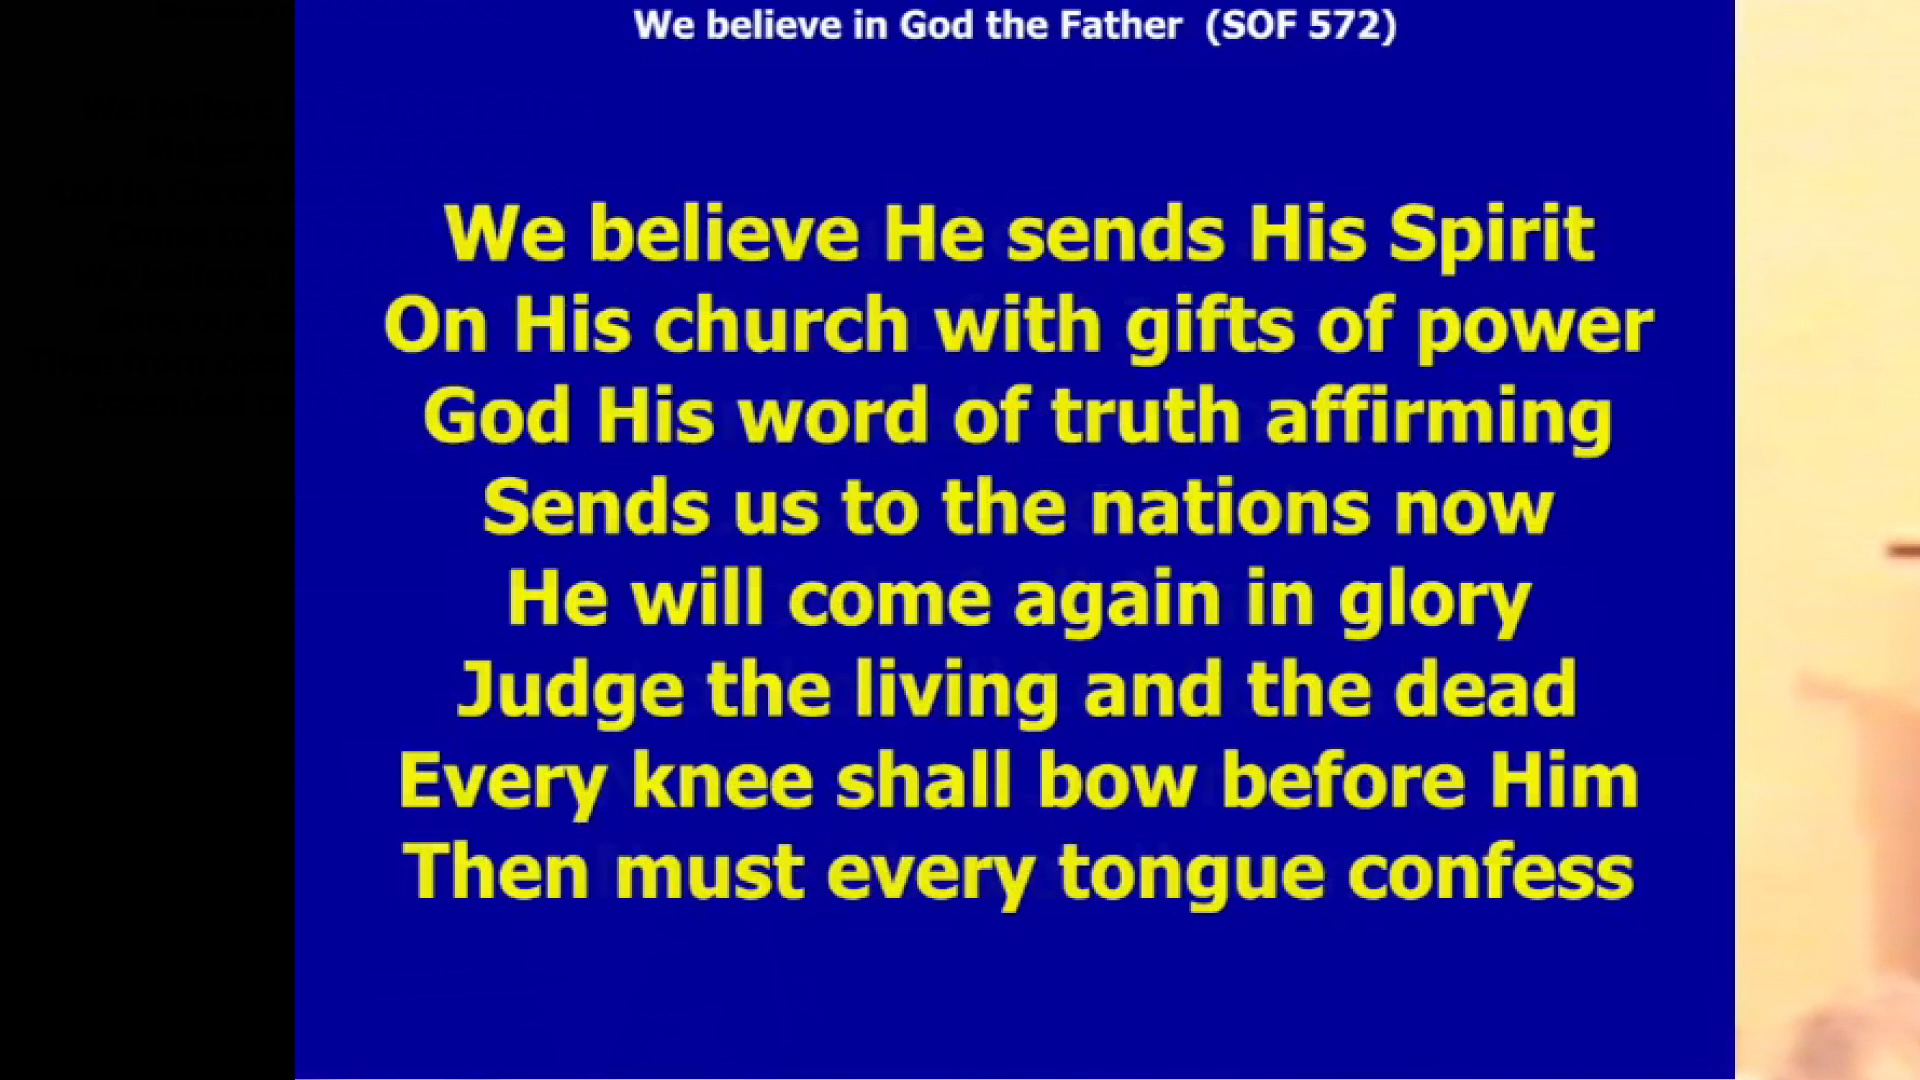 We believe in God the Father (SOF 572)
We believe He sends His Spirit
On His church with gifts of power
God His word of truth affirming
Sends us to the nations now
He will come again in glory
Judge the living and the dead
Every knee shall bow before Him
Then must every tongue confess